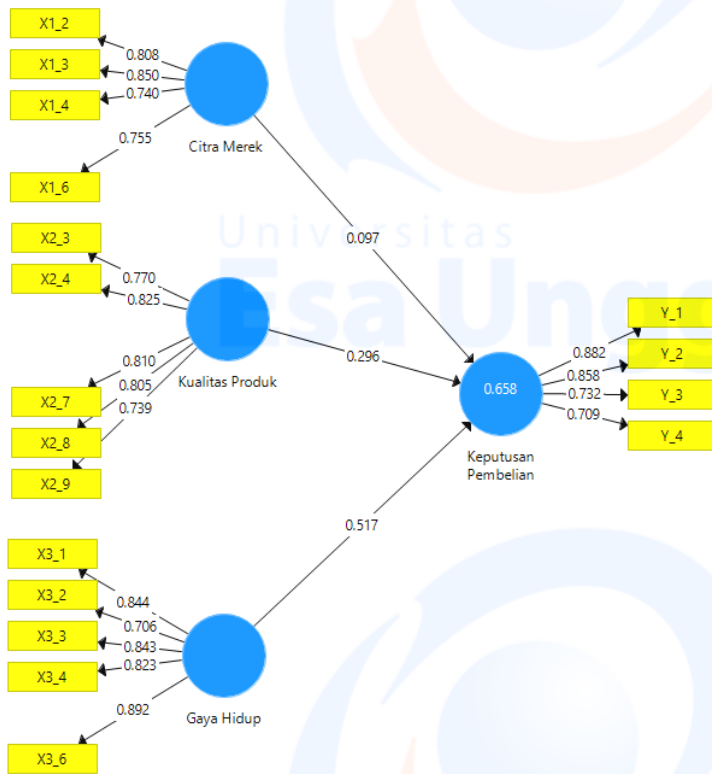 X1_2
0.808
X1_3
0.850
X1_4
0.740
0.755
Citra Merek
X1_6
Universitas
Esa Ungg
X2_3
0.097
0.770
X2_4
0.825
0.810
0.296
0.805
Kualitas Produk
X2_7
0.739
X2_8
X2_9
Y_1
0.882
Y_2
0.858
0.658
0.732
Y_3
0.709
Y_4
Keputusan
Pembelian
0.517
X3_1
X3_2
0.844
0.706
X3_3
0.843
0.823
X3_4
0.892
Gaya Hidup
X3_6